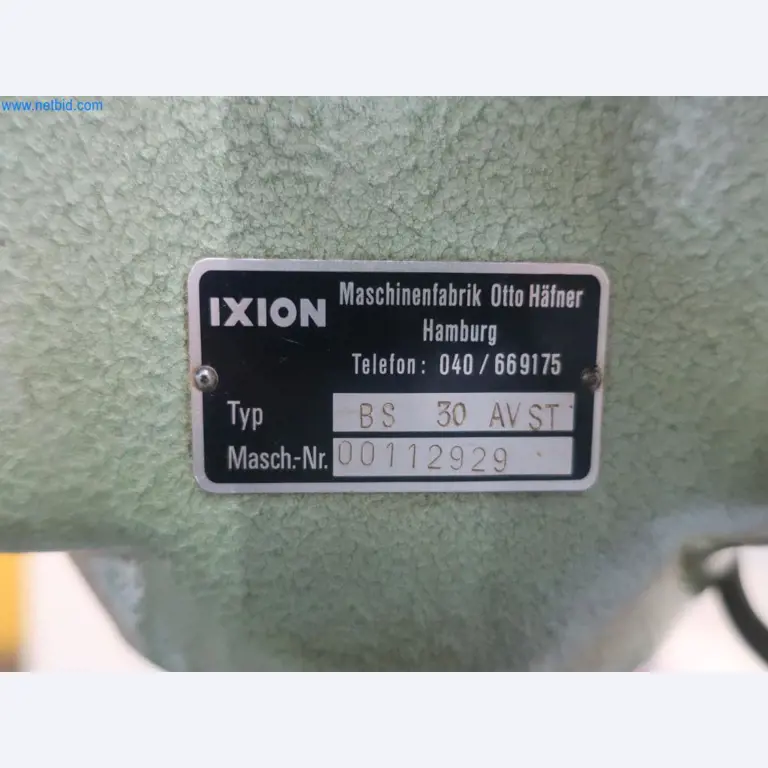 www.netbid.com
IXION
Maschinenfabrik Otto Häfner
Hamburg
Telefon: 040/669175
Typ BS 30 AV ST
Masch.-Nr. 00112929